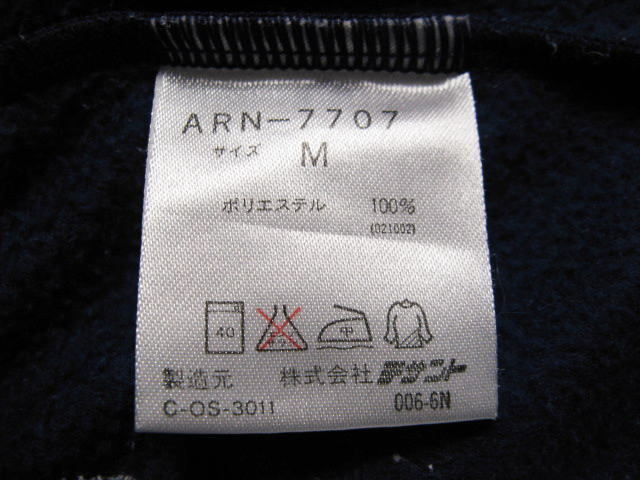 ARN-7707
サイズ M
ポリエステル 100%
(021002)
40 中
製造元 株式会社デサント
C-OS-3011 006-6N